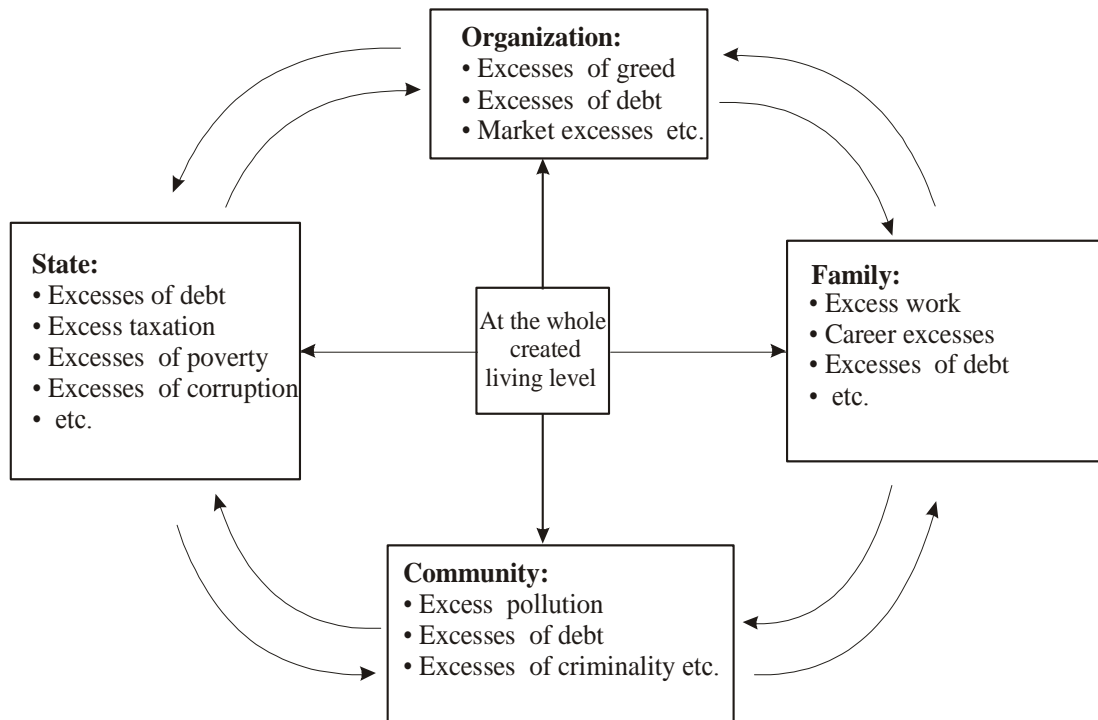 Organization:
• Excesses of greed
• Excesses of debt
• Market excesses etc.
State:
• Excesses of debt
• Excess taxation
• Excesses of poverty
• Excesses of corruption
• etc.
At the whole
created
living level
Family:
• Excess work
• Career excesses
• Excesses of debt
• etc.
Community:
• Excess pollution
• Excesses of debt
• Excesses of criminality etc.